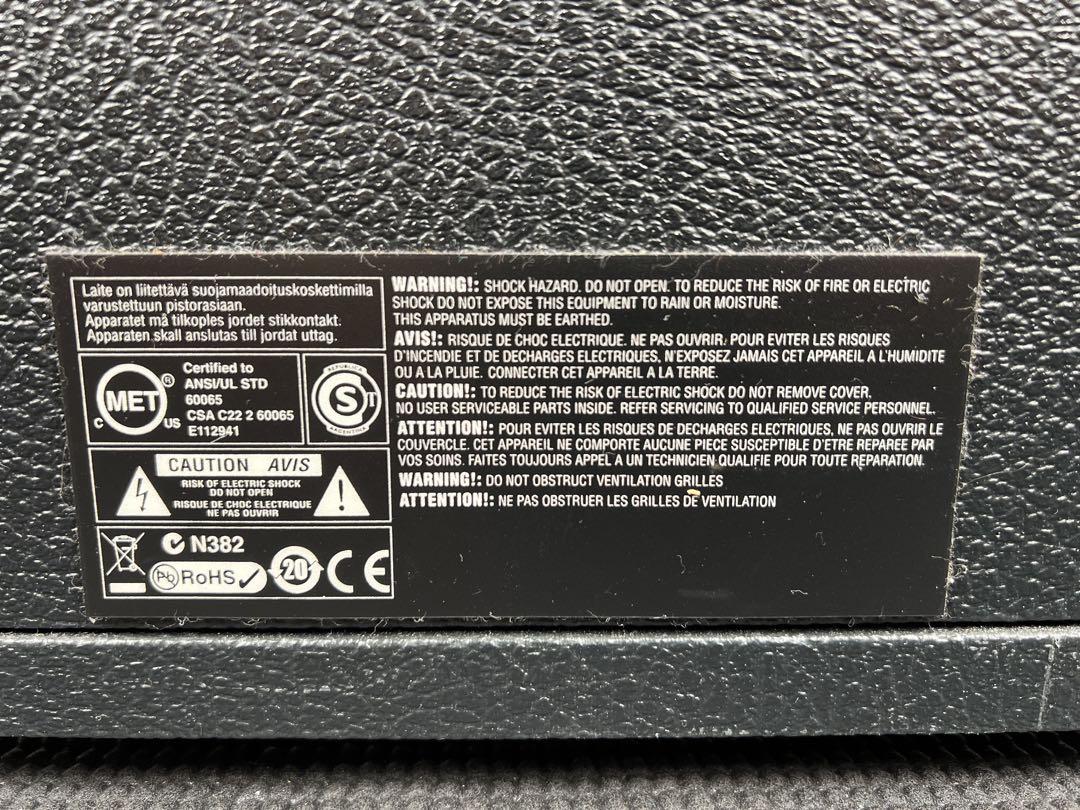 Laite on liitettävä suojamaadoituskoskettimilla
varustettuun pistorasiaan.
Apparatet må tilkoples jordet stikkontakt.
Apparaten skall anslutas till jordat uttag.
MET
®
C
US
Certified to
ANSI/UL STD
60065
CSA C22 2 60065
E112941
REPUBLICA
S
T
ARGENTINA
CAUTION AVIS
RISK OF ELECTRIC SHOCK
DO NOT OPEN
RISQUE DE CHOC ELECTRIQUE
NE PAS OUVRIR
!
N382
Pb RoHS
20
CE
WARNING!: SHOCK HAZARD. DO NOT OPEN. TO REDUCE THE RISK OF FIRE OR ELECTRIC
SHOCK DO NOT EXPOSE THIS EQUIPMENT TO RAIN OR MOISTURE.
THIS APPARATUS MUST BE EARTHED.
AVIS!: RISQUE DE CHOC ELECTRIQUE. NE PAS OUVRIR. POUR EVITER LES RISQUES
D'INCENDIE ET DE DECHARGES ELECTRIQUES, N'EXPOSEZ JAMAIS CET APPAREIL A L'HUMIDITE
OU A LA PLUIE. CONNECTER CET APPAREIL A LA TERRE.
CAUTION!: TO REDUCE THE RISK OF ELECTRIC SHOCK DO NOT REMOVE COVER.
NO USER SERVICEABLE PARTS INSIDE. REFER SERVICING TO QUALIFIED SERVICE PERSONNEL.
ATTENTION!: POUR EVITER LES RISQUES DE DECHARGES ELECTRIQUES, NE PAS OUVRIR LE
COUVERCLE. CET APPAREIL NE COMPORTE AUCUNE PIECE SUSCEPTIBLE D'ETRE REPAREE PAR
VOS SOINS. FAITES TOUJOURS APPEL A UN TECHNICIEN QUALIFIE POUR TOUTE REPARATION.
WARNING!: DO NOT OBSTRUCT VENTILATION GRILLES
ATTENTION!: NE PAS OBSTRUER LES GRILLES DE VENTILATION